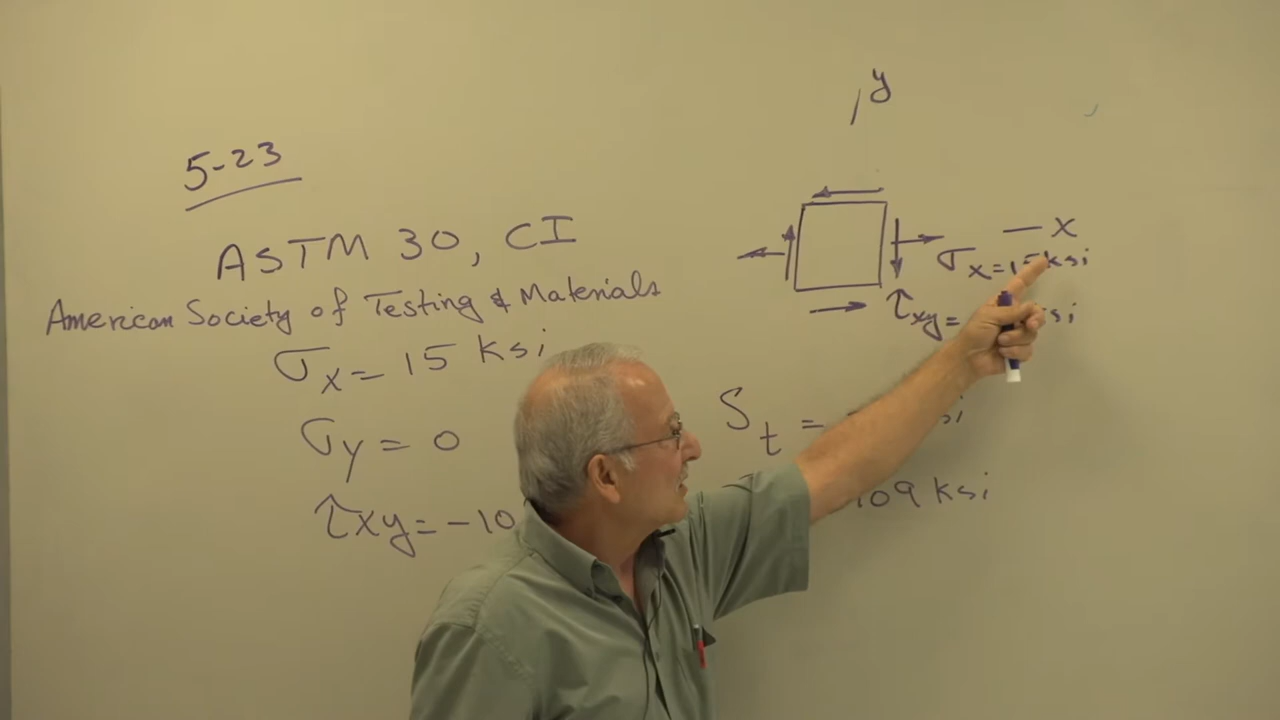 5-23
ASTM 30, CI
American Society of Testing & Materials
σx = 15 ksi
σy = 0
τxy = -10
y
x
σx = 15 ksi
τxy =
St =
109 ksi